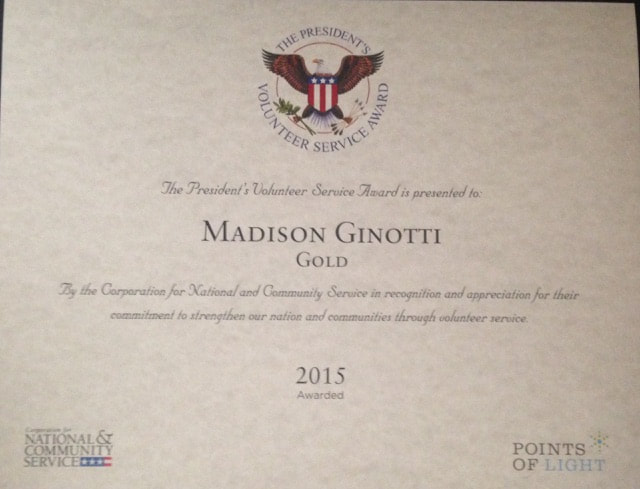 THE PRESIDENT'S
VOLUNTEER SERVICE AWARD
The President's Volunteer Service Award is presented to:
MADISON GINOTTI
GOLD
By the Corporation for National and Community Service in recognition and appreciation for their
commitment to strengthen our nation and communities through volunteer service.
2015
Awarded
Corporation for
NATIONAL &
COMMUNITY
SERVICE
POINTS
OF LIGHT